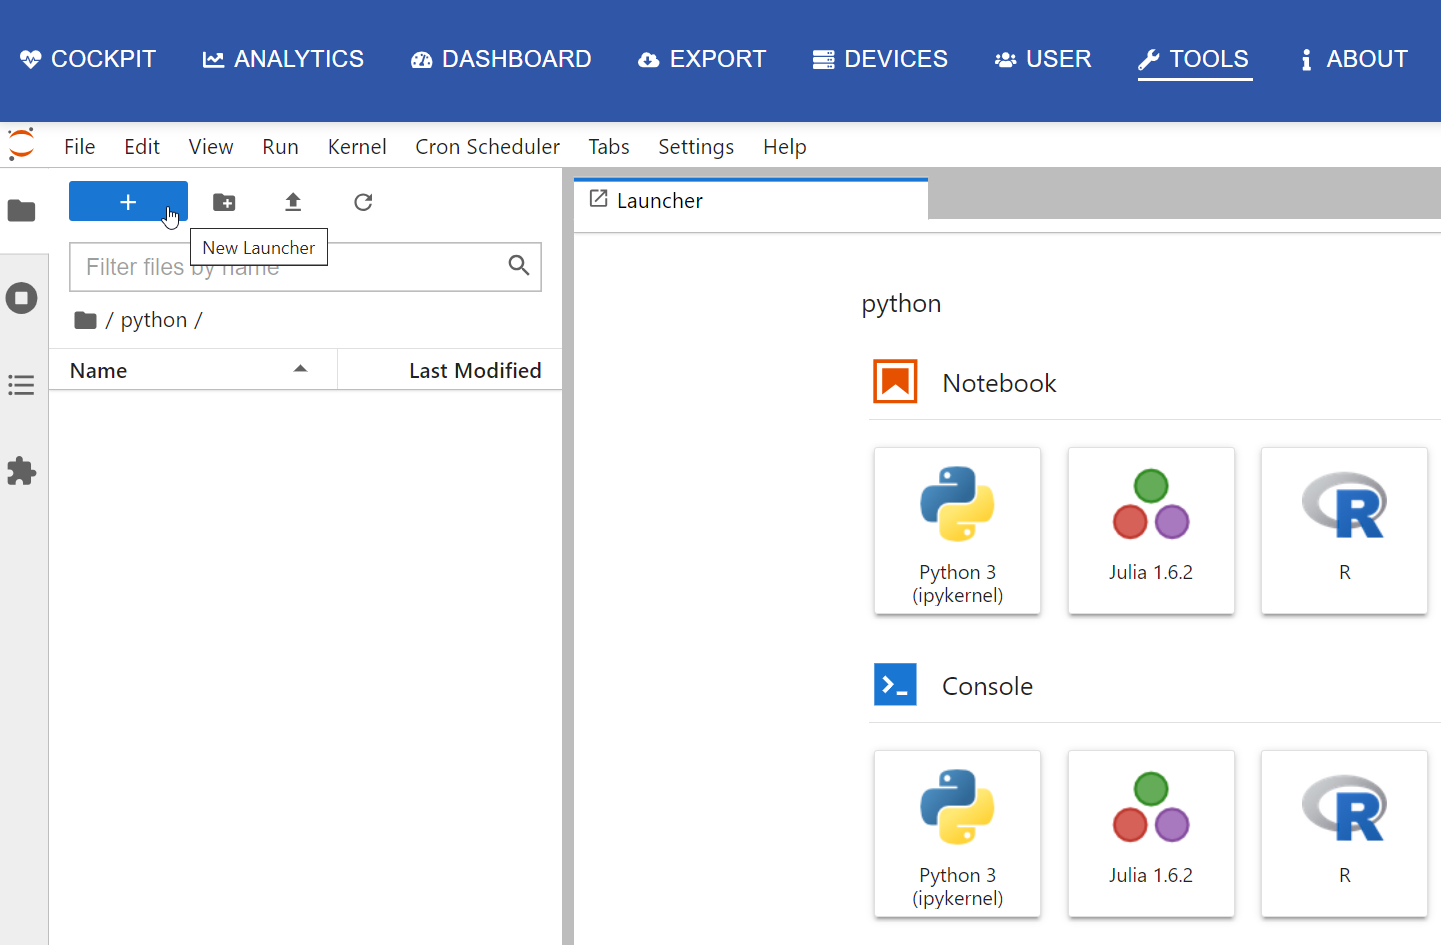 COCKPIT ANALYTICS DASHBOARD EXPORT DEVICES USER TOOLS ABOUT
File Edit View Run Kernel Cron Scheduler Tabs Settings Help
Launcher
New Launcher
Filter files by name
/ python /
Name Last Modified
python
Notebook
Python 3
(ipykernel)
Julia 1.6.2
R
Console
Python 3
(ipykernel)
Julia 1.6.2
R